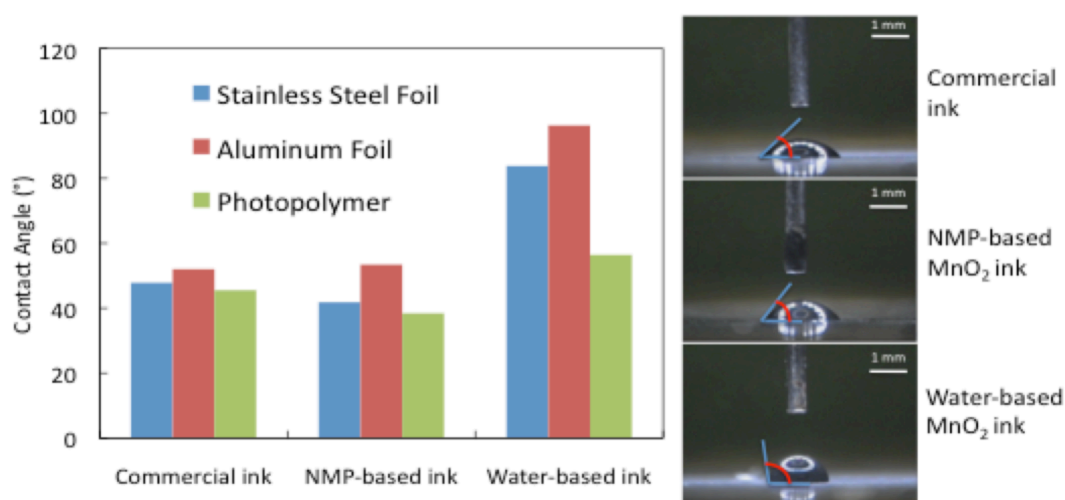 120
100
80
60
40
20
0
Contact Angle (°)
Stainless Steel Foil
Aluminum Foil
Photopolymer
Commercial ink
NMP-based ink
Water-based ink
1 mm
Commercial
ink
1 mm
NMP-based
MnO₂ ink
1 mm
Water-based
MnO₂ ink